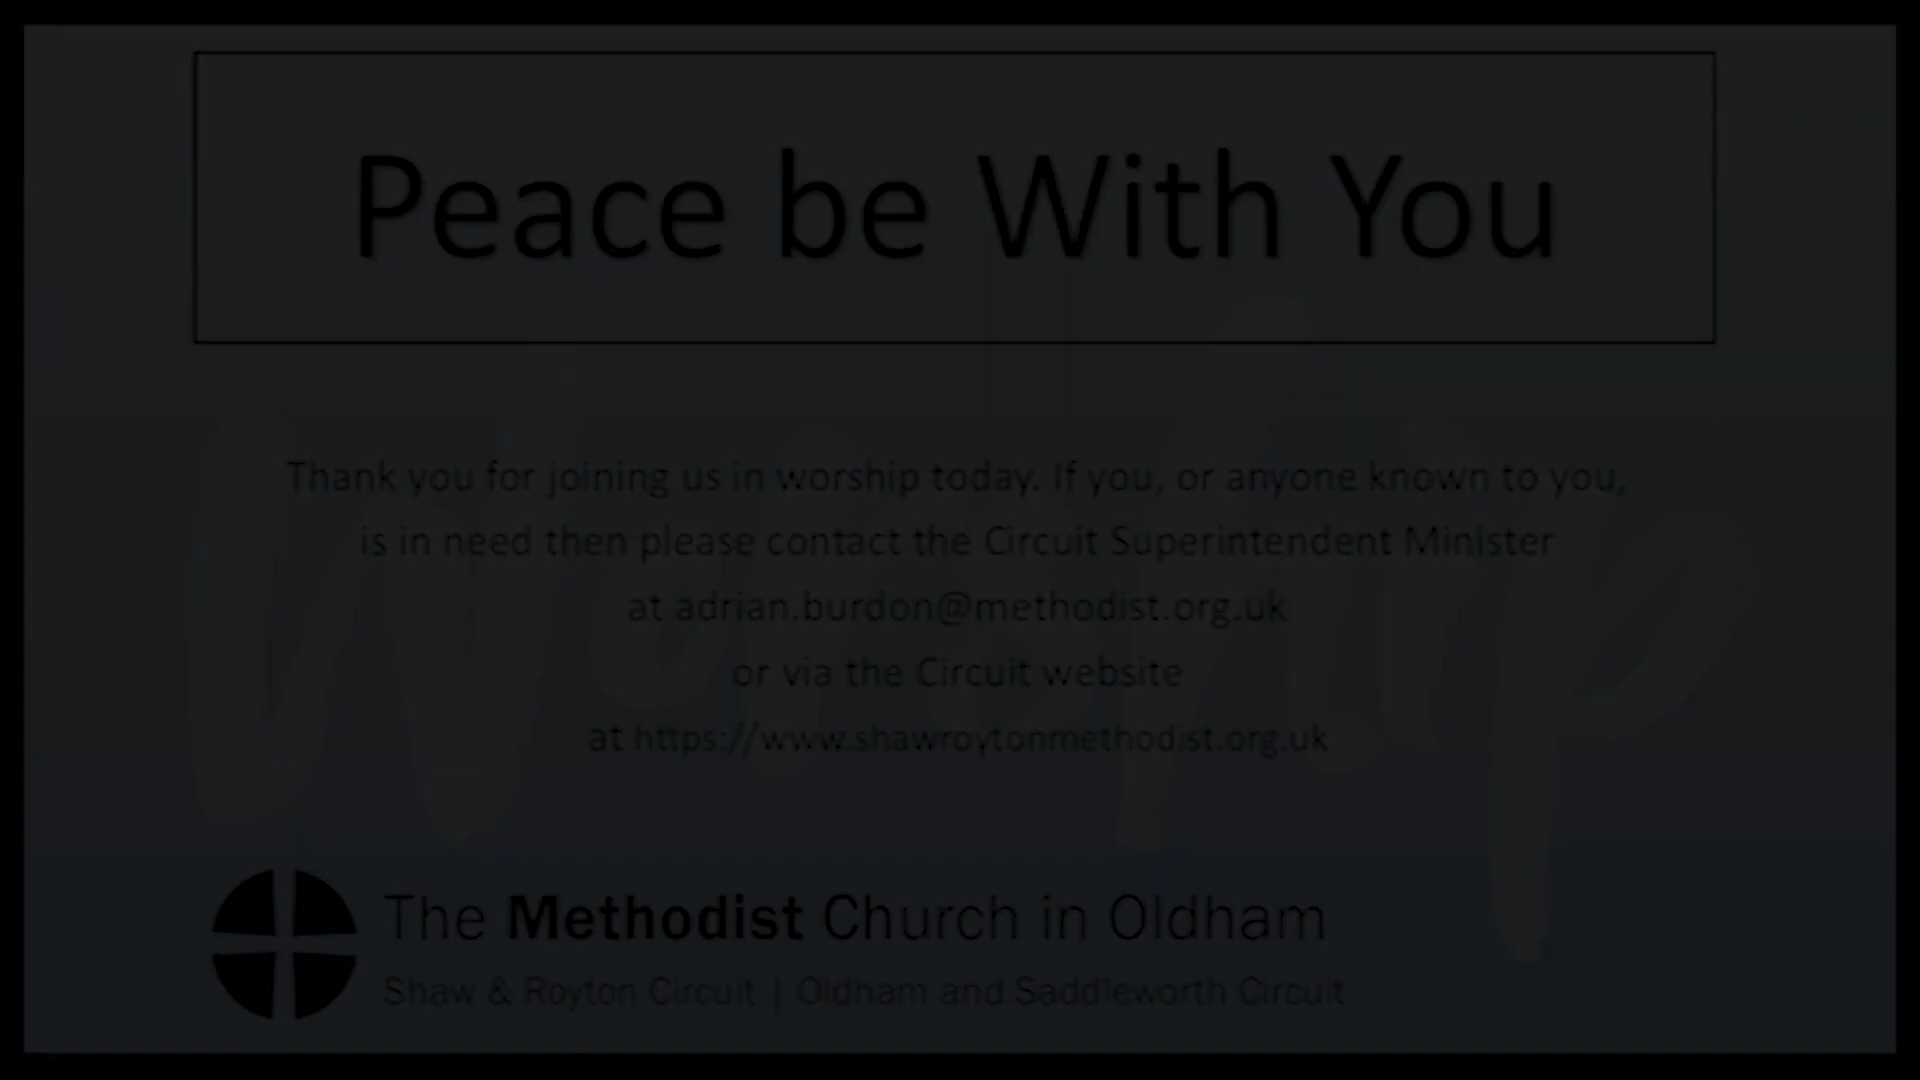 Peace be With You
Thank you for joining us in worship today. If you, or anyone known to you,
is in need then please contact the Circuit Superintendent Minister
at adrian.burdon@methodist.org.uk
or via the Circuit website
at https://www.shawroytonmethodist.org.uk
Worship
The Methodist Church in Oldham
Shaw & Royton Circuit | Oldham and Saddleworth Circuit